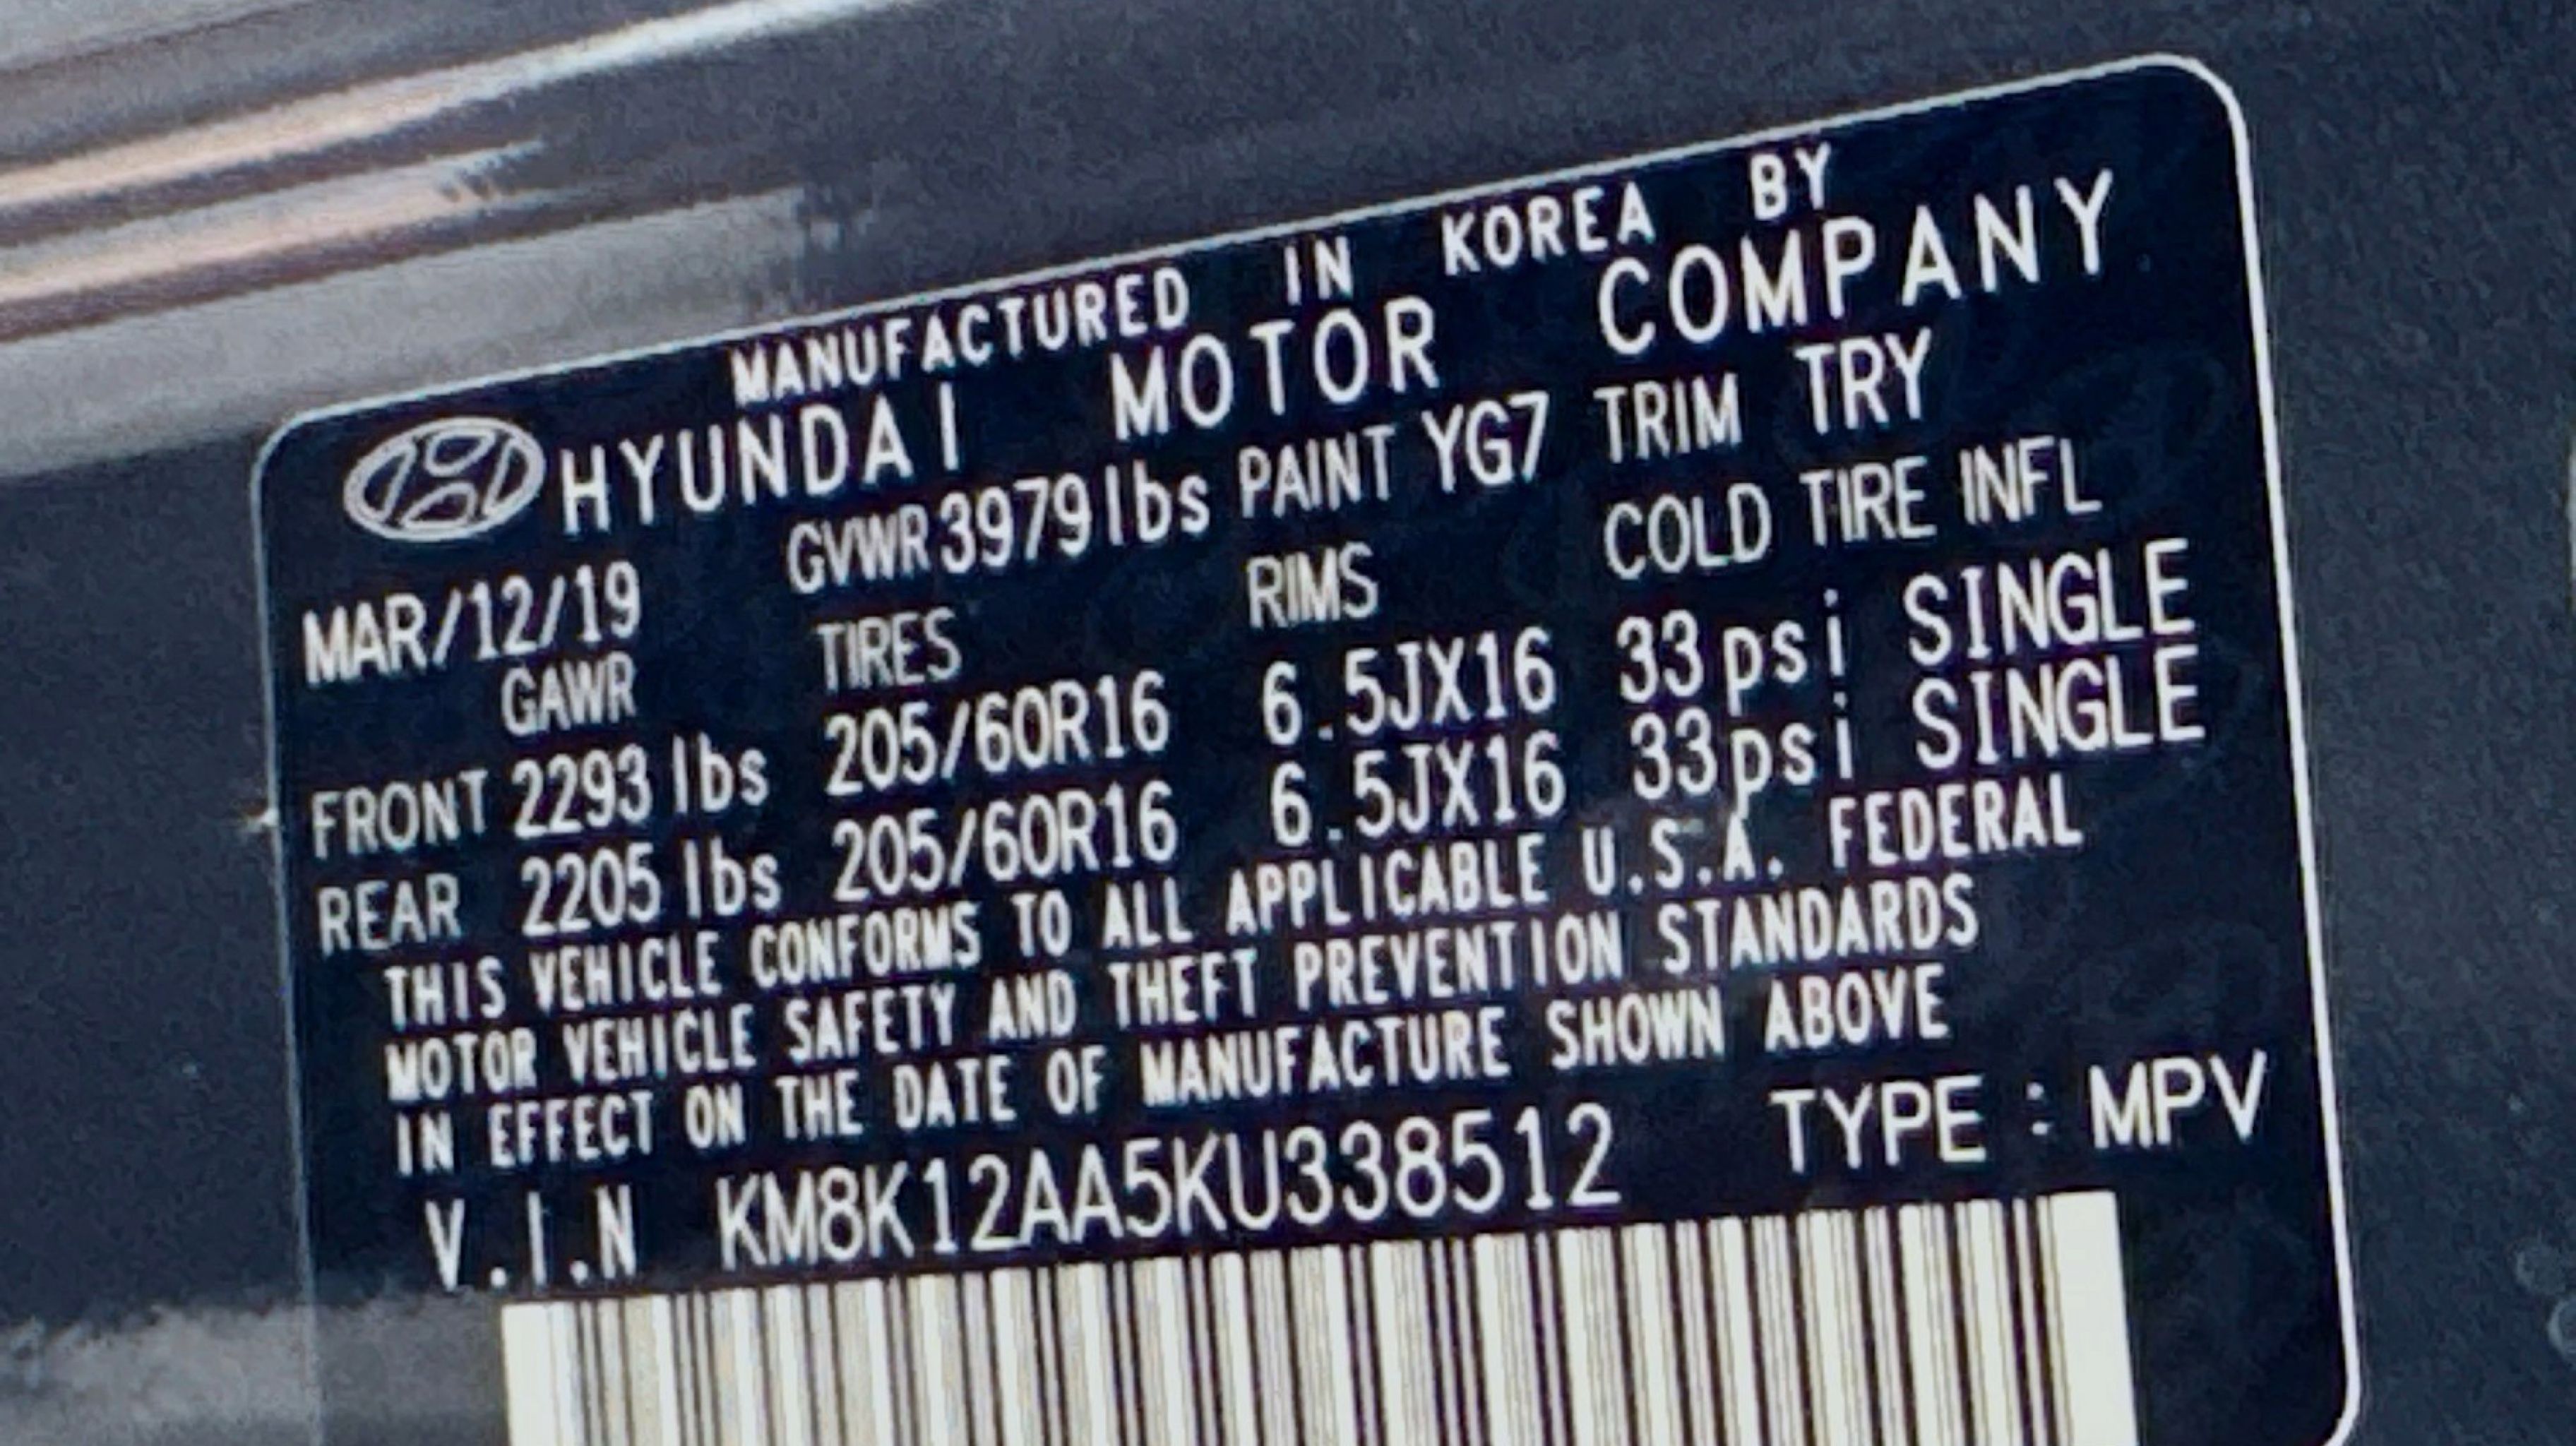 MANUFACTURED IN KOREA BY
HYUNDAI MOTOR COMPANY
MAR/12/19 GVWR 3979 lbs PAINT YG7 TRIM TRY
GAWR TIRES RIMS COLD TIRE INFL
FRONT 2293 lbs 205/60R16 6.5JX16 33psi SINGLE
REAR 2205 lbs 205/60R16 6.5JX16 33psi SINGLE
THIS VEHICLE CONFORMS TO ALL APPLICABLE U.S.A. FEDERAL
MOTOR VEHICLE SAFETY AND THEFT PREVENTION STANDARDS
IN EFFECT ON THE DATE OF MANUFACTURE SHOWN ABOVE
V.I.N KM8K12AA5KU338512 TYPE : MPV